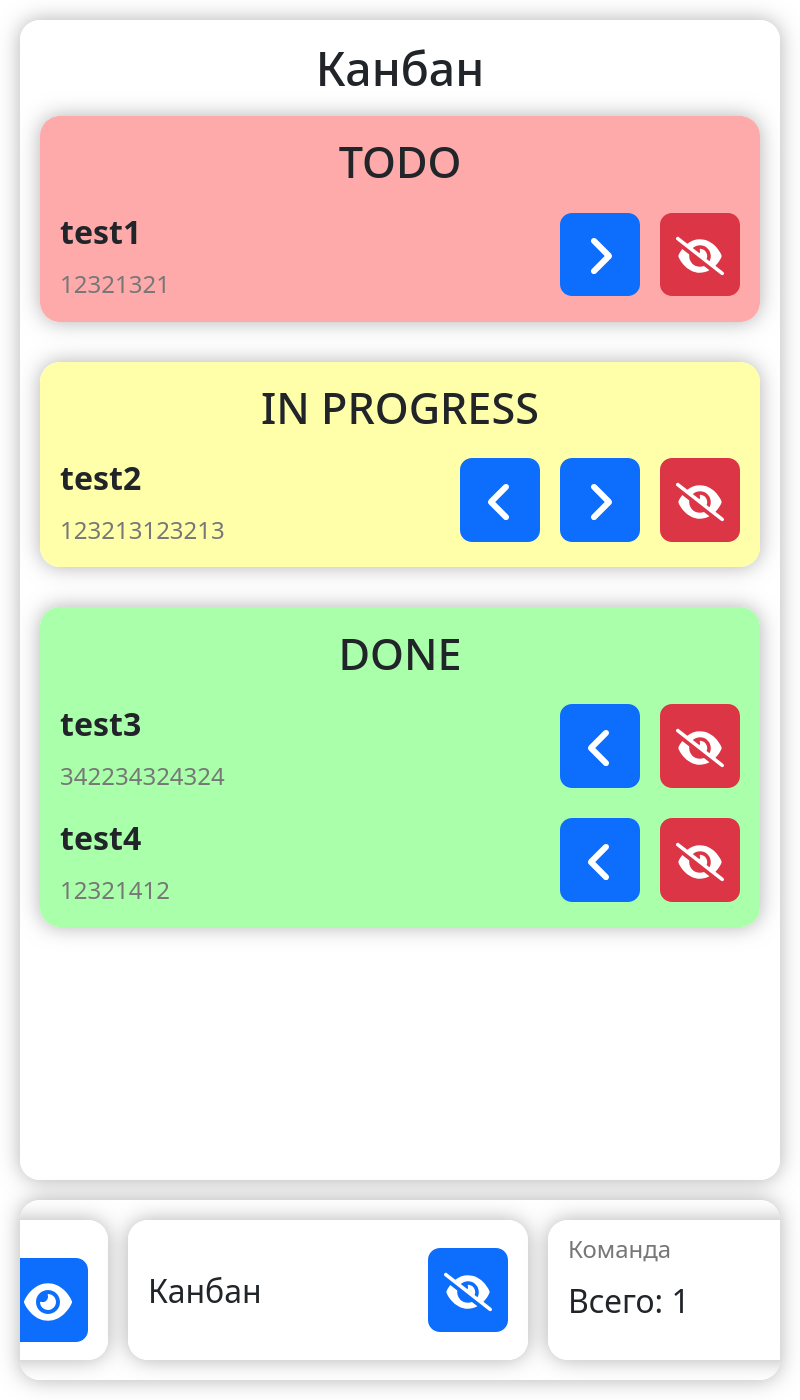 Канбан
TODO
test1
12321321
IN PROGRESS
test2
123213123213
DONE
test3
342234324324
test4
12321412
Канбан
Команда
Всего: 1